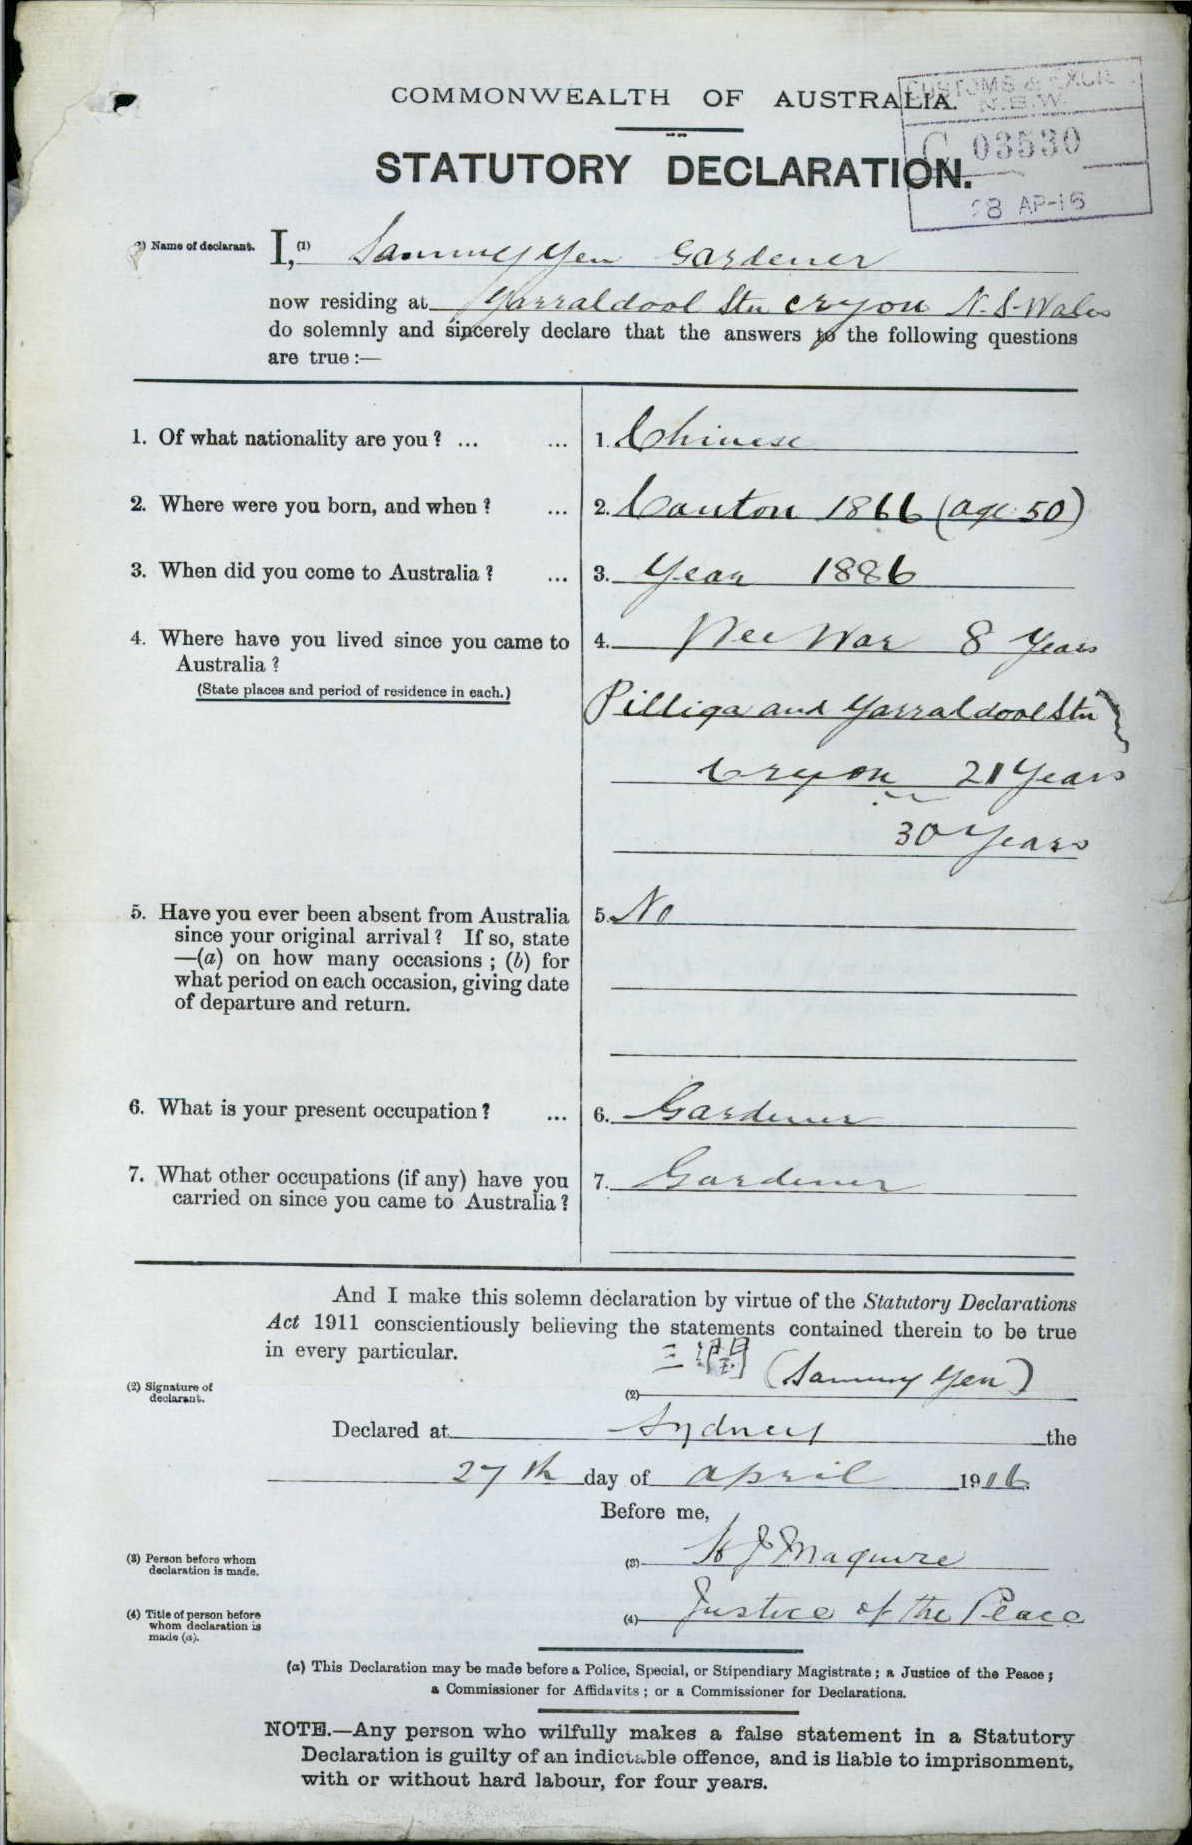 COMMONWEALTH OF AUSTRALIA.
CUSTOMS & EXCISE
N.S.W.
C 03530
28 AP-16
STATUTORY DECLARATION.
(1) Name of declarant. I,(1) Sammy Yen Gardener
now residing at Yarraldool Stn Cryon N.S.Wales
do solemnly and sincerely declare that the answers to the following questions
are true :—
1. Of what nationality are you ? ... ... 1. Chinese
2. Where were you born, and when ? ... 2. Canton 1866 (age 50)
3. When did you come to Australia ? ... 3. Year 1886
4. Where have you lived since you came to 4. Wee War 8 Years
Australia ?
(State places and period of residence in each.) Pilliga and Yarraldool Stn
Cryon 21 Years
30 Years
5. Have you ever been absent from Australia 5. No
since your original arrival ? If so, state
—(a) on how many occasions ; (b) for
what period on each occasion, giving date
of departure and return.
6. What is your present occupation ? ... 6. Gardener
7. What other occupations (if any) have you 7. Gardener
carried on since you came to Australia ?
And I make this solemn declaration by virtue of the Statutory Declarations
Act 1911 conscientiously believing the statements contained therein to be true
in every particular.
(2) Signature of declarant. (2) 三 (Sammy Yen)
Declared at Sydney the
27th day of April 1916
Before me,
(3) Person before whom declaration is made. (3) H J Maguire
(4) Title of person before whom declaration is made (a). (4) Justice of the Peace
(a) This Declaration may be made before a Police, Special, or Stipendiary Magistrate ; a Justice of the Peace ;
a Commissioner for Affidavits ; or a Commissioner for Declarations.
NOTE.—Any person who wilfully makes a false statement in a Statutory
Declaration is guilty of an indictable offence, and is liable to imprisonment,
with or without hard labour, for four years.